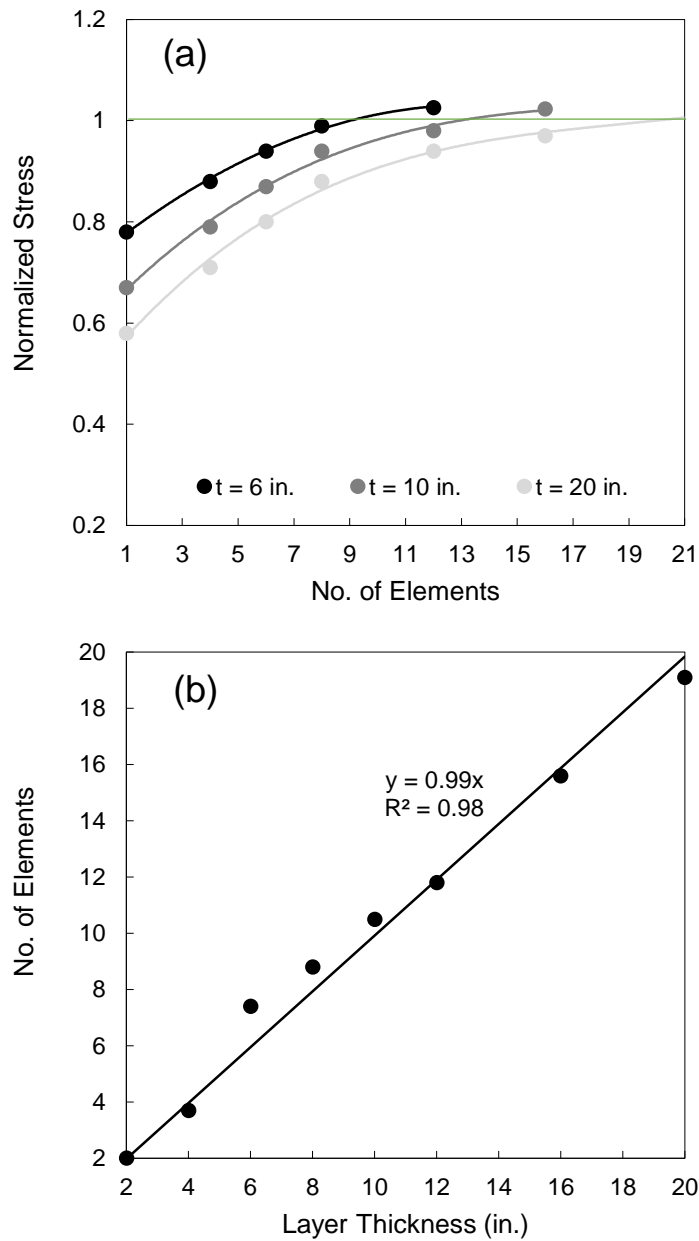 (a)
1.2
1
0.8
0.6
0.4
0.2
Normalized Stress
t = 6 in. t = 10 in. t = 20 in.
1 3 5 7 9 11 13 15 17 19 21
No. of Elements
(b)
20
18
16
14
12
10
8
6
4
2
No. of Elements
y = 0.99x
R² = 0.98
2 4 6 8 10 12 14 16 18 20
Layer Thickness (in.)